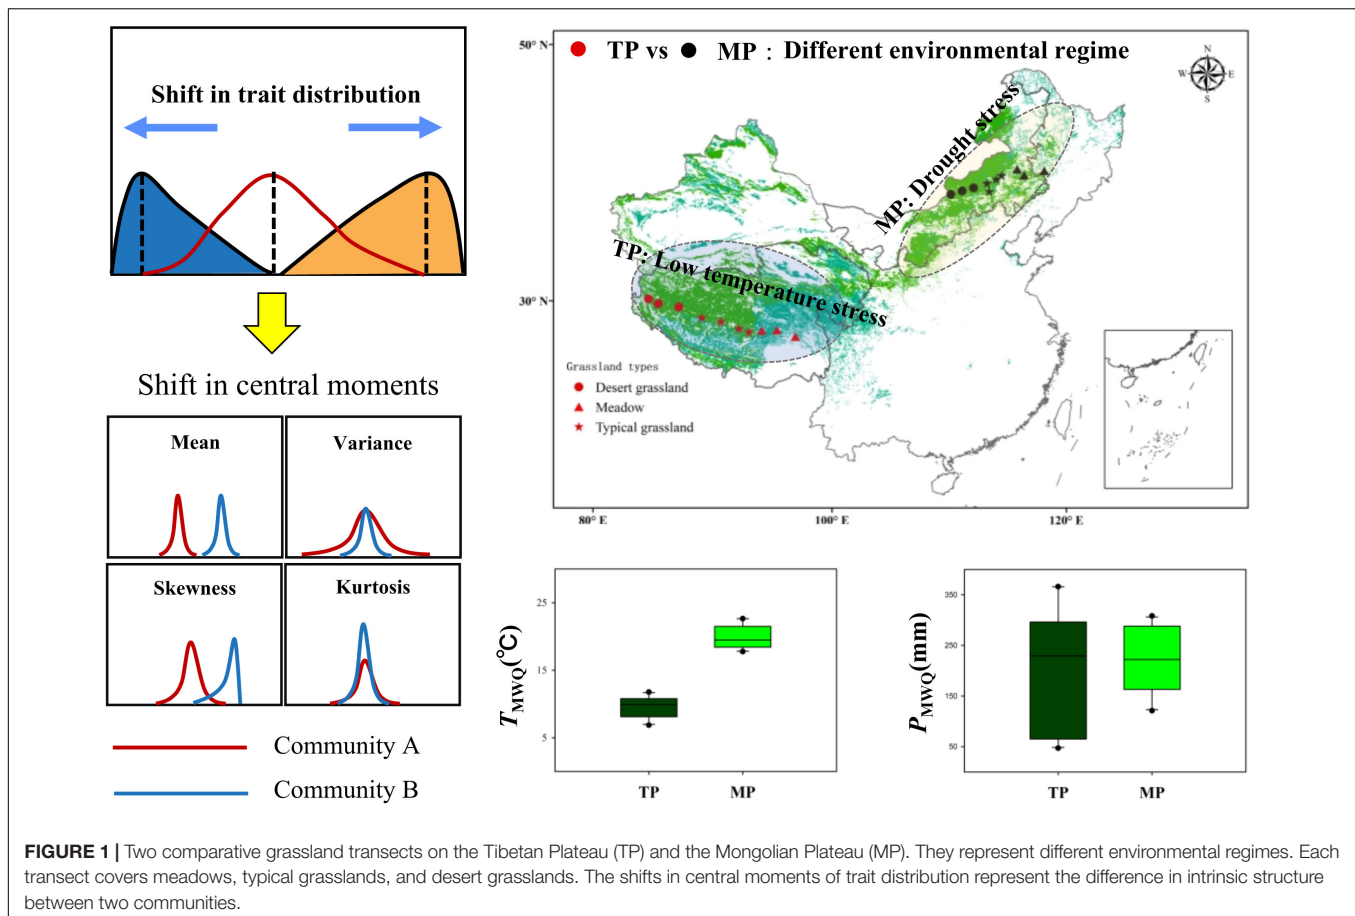 Shift in trait distribution
Shift in central moments
Mean
Variance
Skewness
Kurtosis
Community A
Community B
50° N
30° N
TP vs MP : Different environmental regime
N
W E
S
MP: Drought stress
TP: Low temperature stress
Grassland types
Desert grassland
Meadow
Typical grassland
80° E 100° E 120° E
T_MWQ(°C)
25
15
5
TP MP
P_MWQ(mm)
350
250
150
50
TP MP
FIGURE 1 | Two comparative grassland transects on the Tibetan Plateau (TP) and the Mongolian Plateau (MP). They represent different environmental regimes. Each
transect covers meadows, typical grasslands, and desert grasslands. The shifts in central moments of trait distribution represent the difference in intrinsic structure
between two communities.